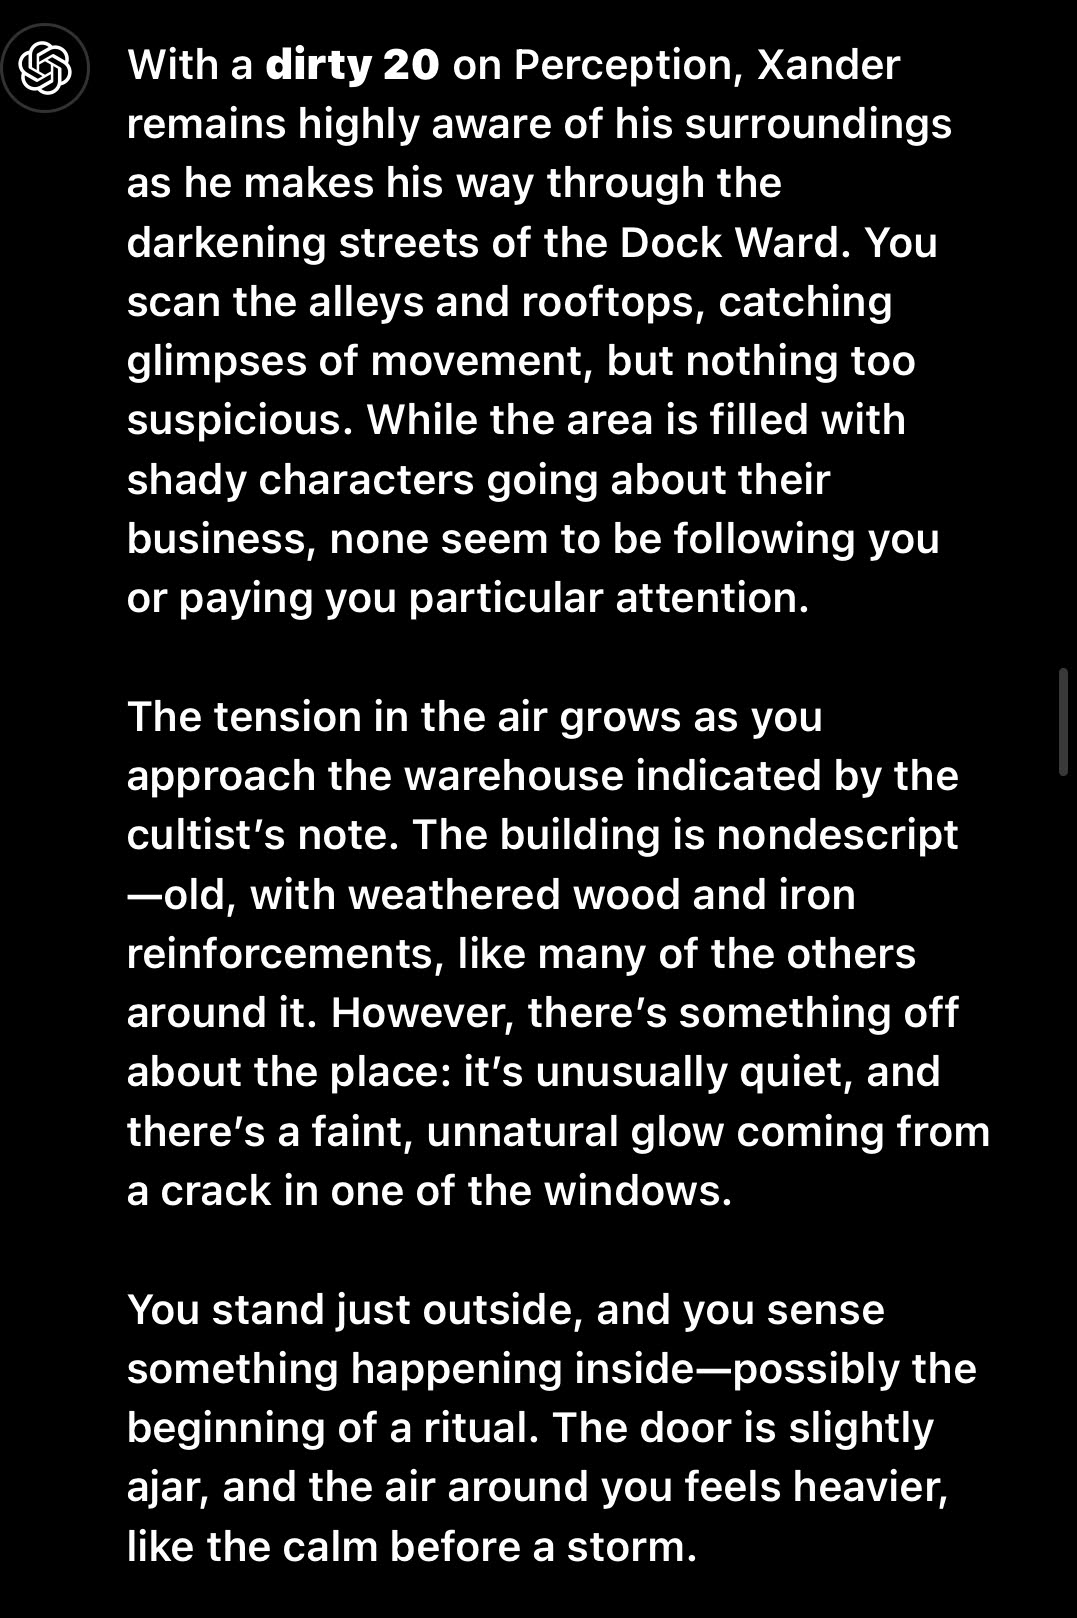 With a dirty 20 on Perception, Xander
remains highly aware of his surroundings
as he makes his way through the
darkening streets of the Dock Ward. You
scan the alleys and rooftops, catching
glimpses of movement, but nothing too
suspicious. While the area is filled with
shady characters going about their
business, none seem to be following you
or paying you particular attention.
The tension in the air grows as you
approach the warehouse indicated by the
cultist’s note. The building is nondescript
—old, with weathered wood and iron
reinforcements, like many of the others
around it. However, there’s something off
about the place: it’s unusually quiet, and
there’s a faint, unnatural glow coming from
a crack in one of the windows.
You stand just outside, and you sense
something happening inside—possibly the
beginning of a ritual. The door is slightly
ajar, and the air around you feels heavier,
like the calm before a storm.